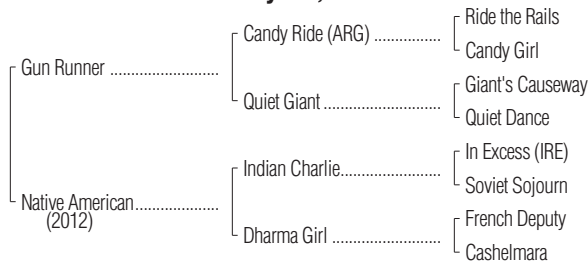 Ride the Rails
Candy Ride (ARG) ................
Candy Girl
Gun Runner ..........................
Giant's Causeway
Quiet Giant ............................
Quiet Dance
In Excess (IRE)
Indian Charlie........................
Soviet Sojourn
Native American....................
(2012)
French Deputy
Dharma Girl ..........................
Cashelmara